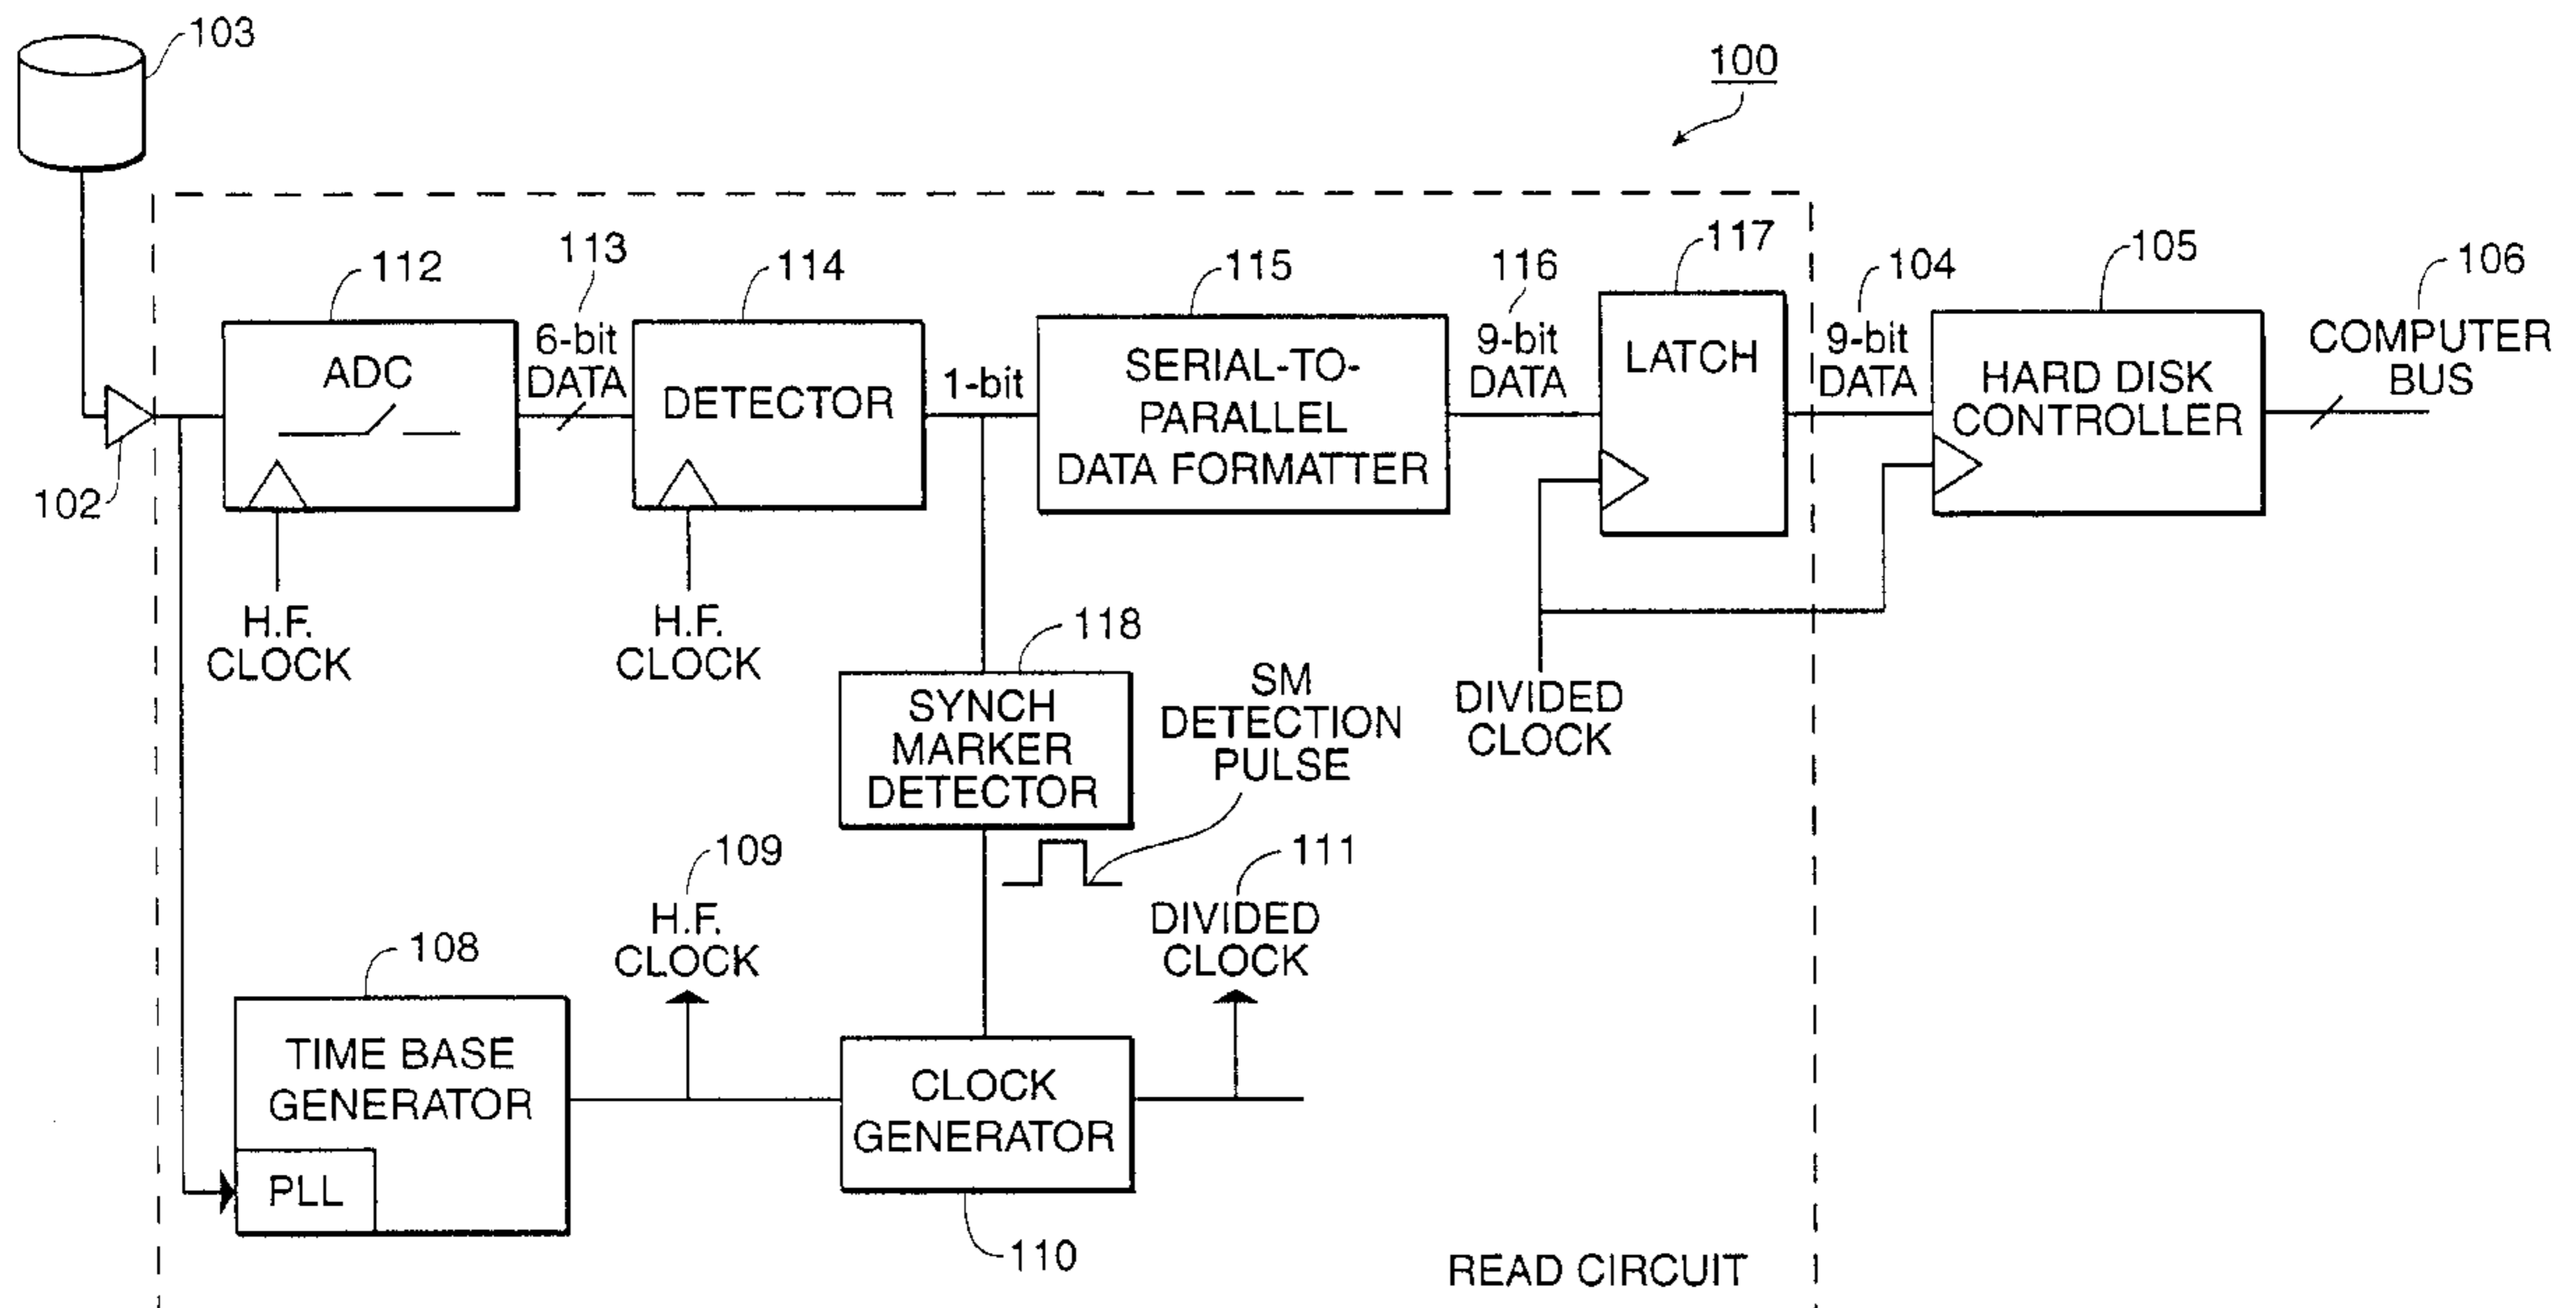 103
100
112
113
114
115
116
117
104
105
106
6-bit
DATA
ADC
DETECTOR
1-bit
SERIAL-TO-
PARALLEL
DATA FORMATTER
9-bit
DATA
LATCH
9-bit
DATA
HARD DISK
CONTROLLER
COMPUTER
BUS
102
H.F.
CLOCK
H.F.
CLOCK
118
SYNCH
MARKER
DETECTOR
SM
DETECTION
PULSE
DIVIDED
CLOCK
109
H.F.
CLOCK
111
DIVIDED
CLOCK
108
TIME BASE
GENERATOR
PLL
CLOCK
GENERATOR
110
READ CIRCUIT